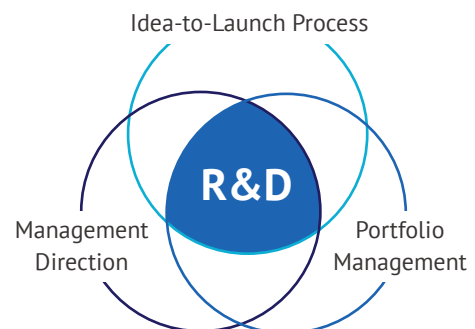 Idea-to-Launch Process
R&D
Management
Direction
Portfolio
Management